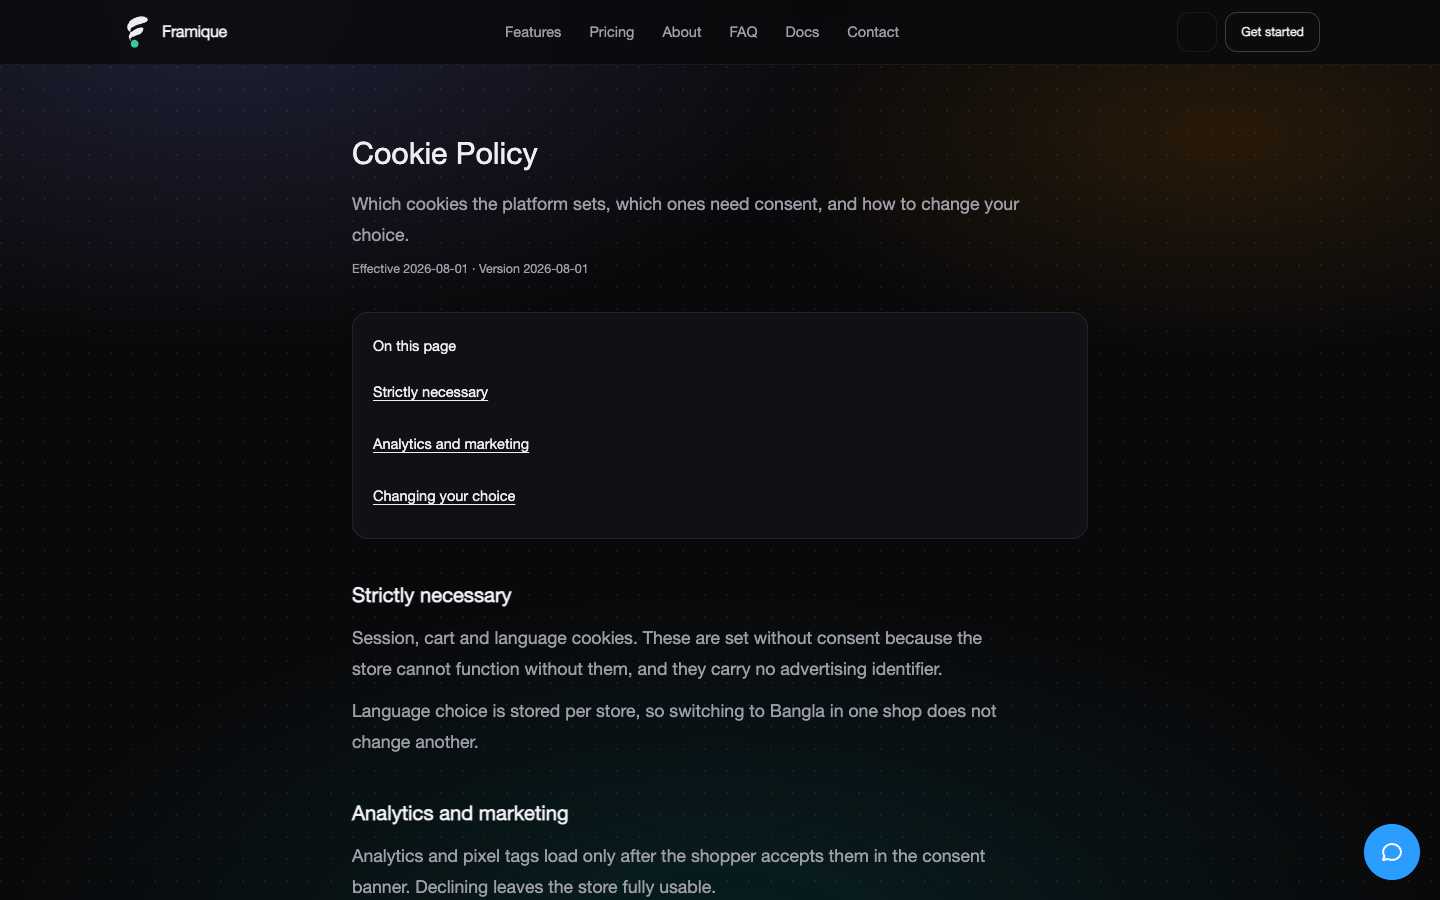 Framique
Features
Pricing
About
FAQ
Docs
Contact
Get started
Cookie Policy
Which cookies the platform sets, which ones need consent, and how to change your
choice.
Effective 2026-08-01 · Version 2026-08-01
On this page
Strictly necessary
Analytics and marketing
Changing your choice
Strictly necessary
Session, cart and language cookies. These are set without consent because the
store cannot function without them, and they carry no advertising identifier.
Language choice is stored per store, so switching to Bangla in one shop does not
change another.
Analytics and marketing
Analytics and pixel tags load only after the shopper accepts them in the consent
banner. Declining leaves the store fully usable.